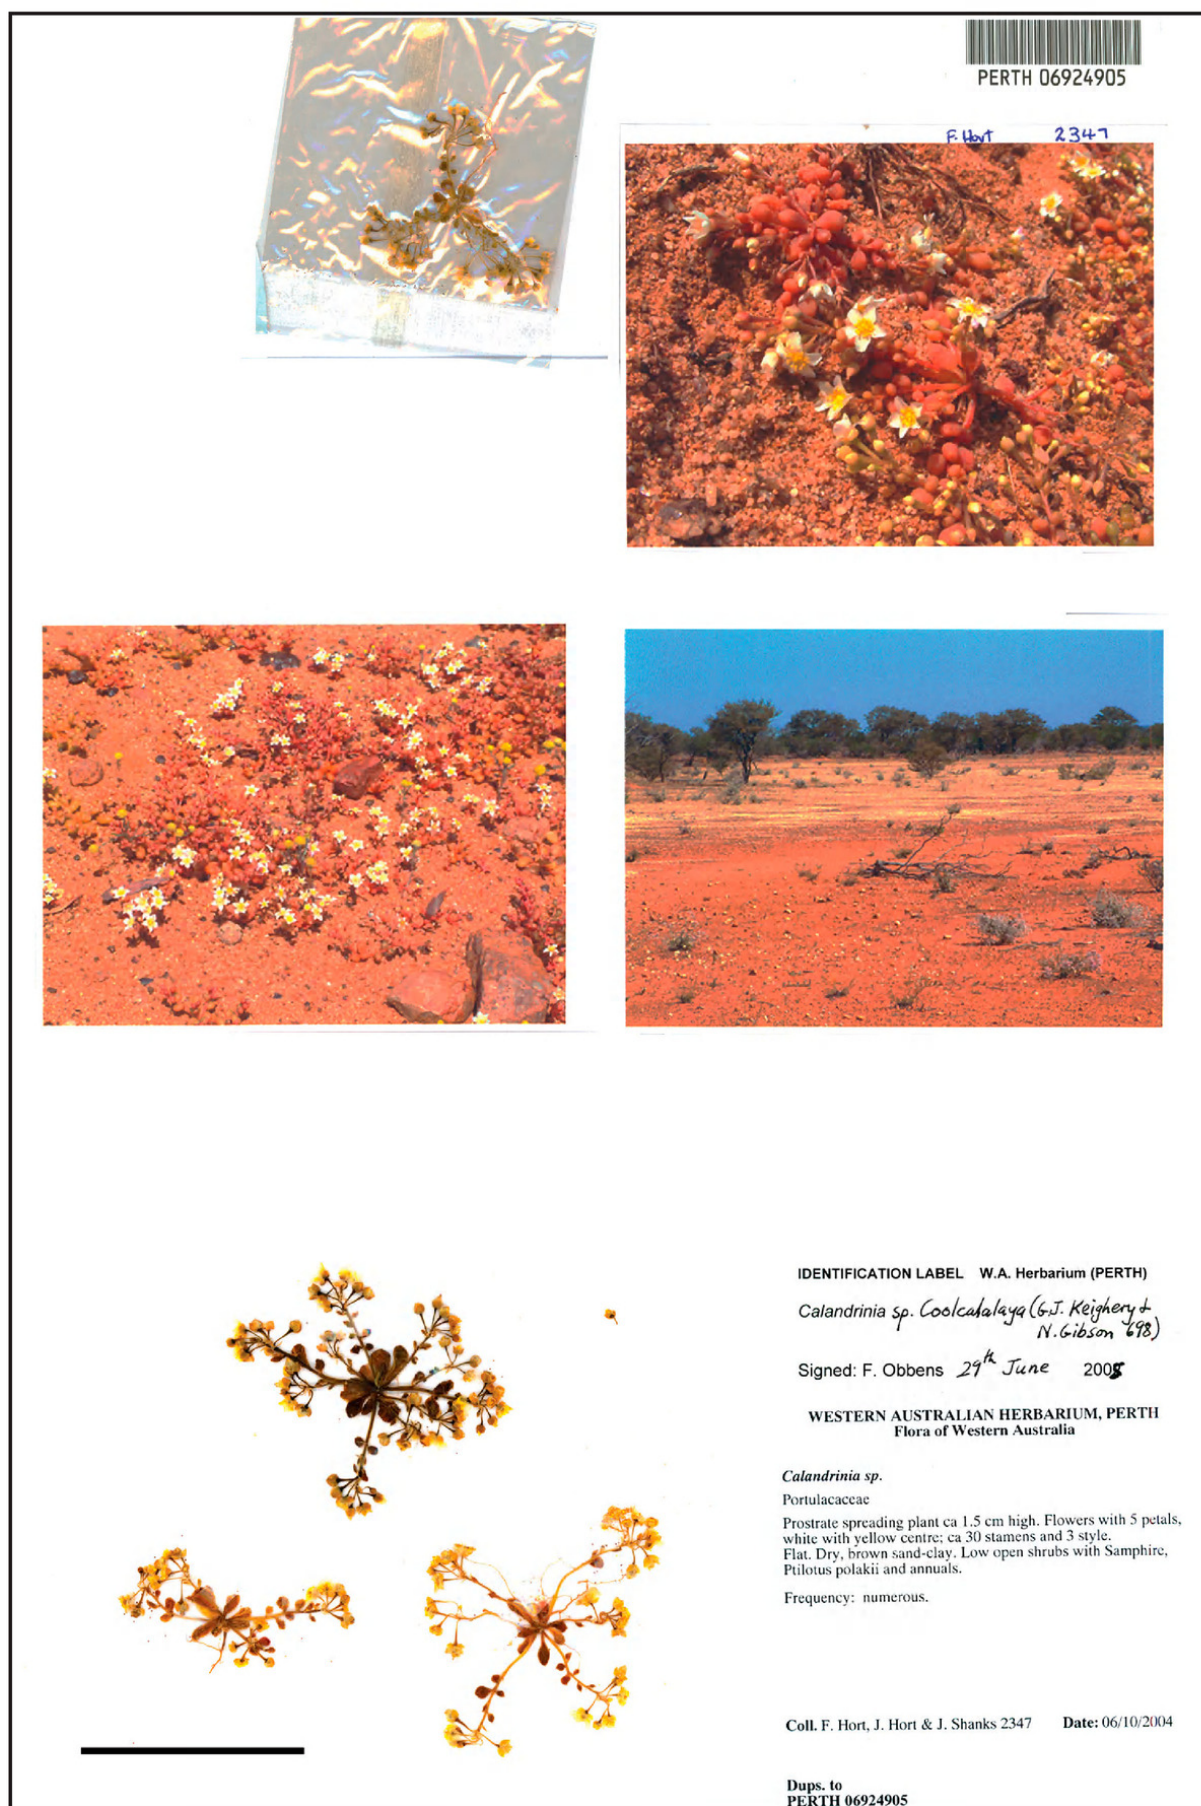 PERTH 06924905
F. Hort 2347
IDENTIFICATION LABEL W.A. Herbarium (PERTH)
Calandrinia sp. Coolcalalaya (G.J. Keighery &
N. Gibson 698)
Signed: F. Obbens 29th June 2005
WESTERN AUSTRALIAN HERBARIUM, PERTH
Flora of Western Australia
Calandrinia sp.
Portulacaceae
Prostrate spreading plant ca 1.5 cm high. Flowers with 5 petals,
white with yellow centre; ca 30 stamens and 3 style.
Flat. Dry, brown sand-clay. Low open shrubs with Samphire,
Ptilotus polakii and annuals.
Frequency: numerous.
Coll. F. Hort, J. Hort & J. Shanks 2347 Date: 06/10/2004
Dups. to
PERTH 06924905